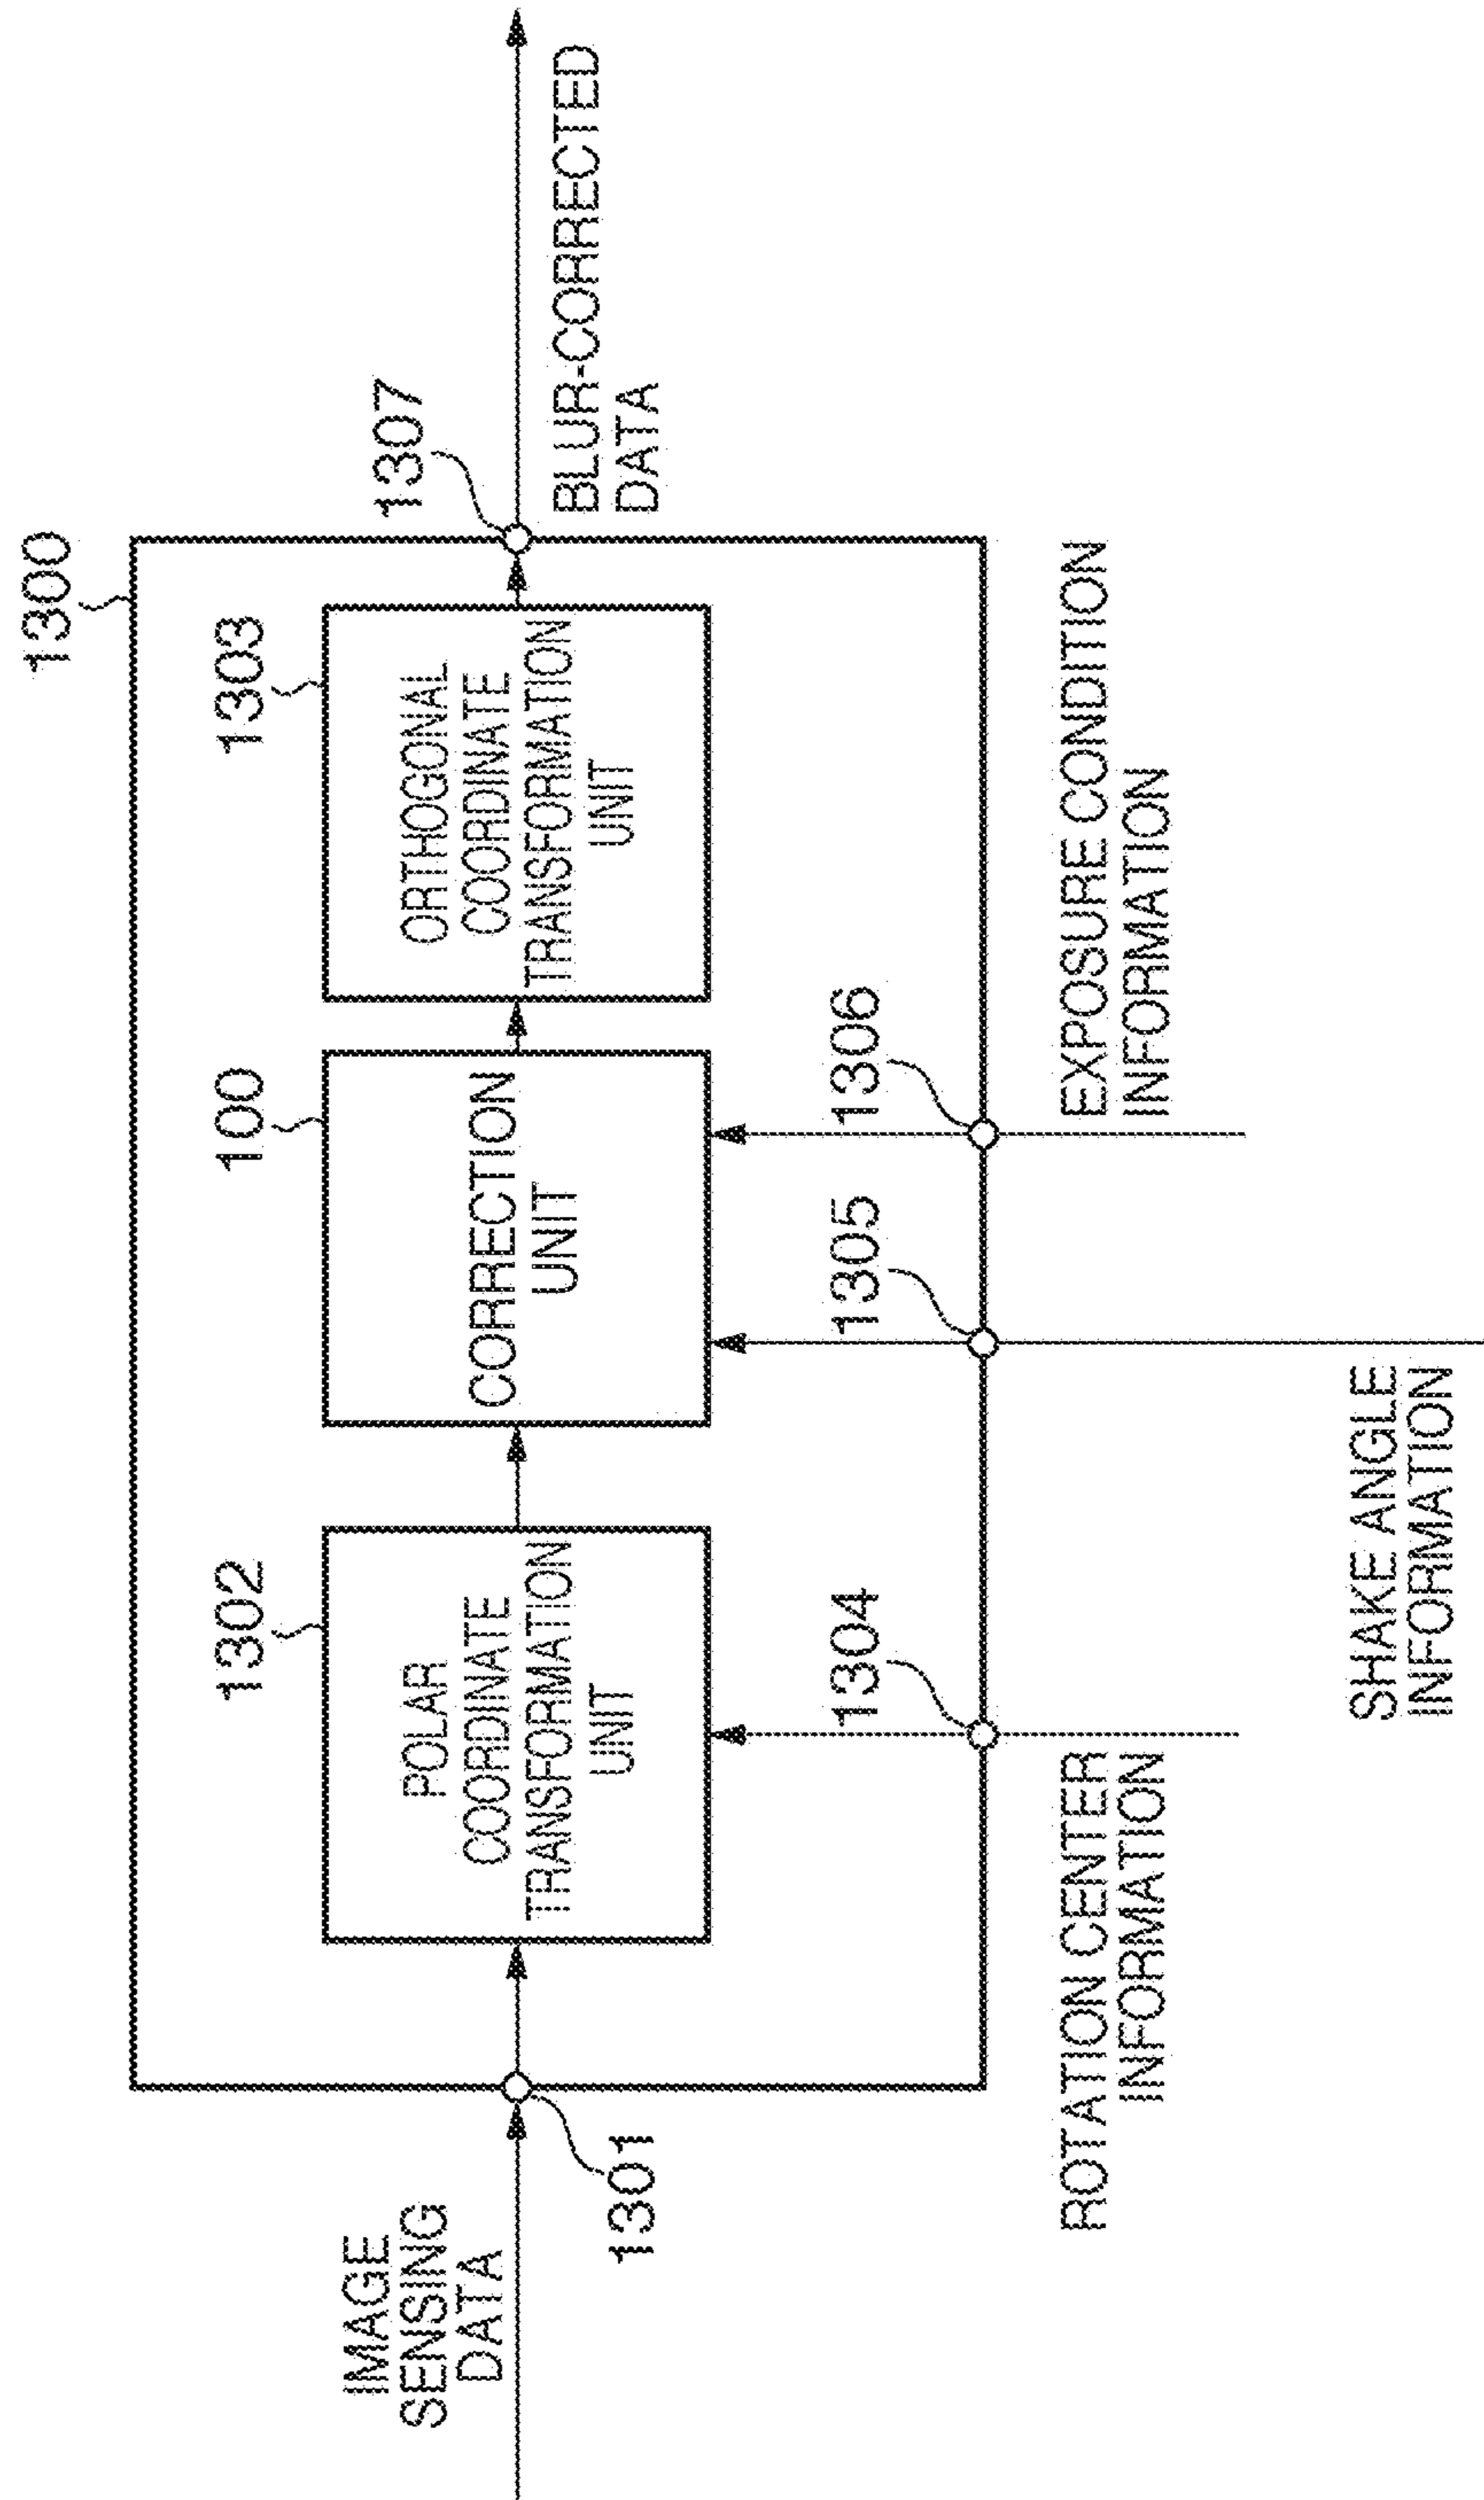 1300
1302
100
1303
IMAGE
SENSING
DATA
1301
POLAR
COORDINATE
TRANSFORMATION
UNIT
CORRECTION
UNIT
ORTHOGONAL
COORDINATE
TRANSFORMATION
UNIT
1307
BLUR-CORRECTED
DATA
1304
1305
1306
ROTATION CENTER
INFORMATION
SHAKE ANGLE
INFORMATION
EXPOSURE CONDITION
INFORMATION